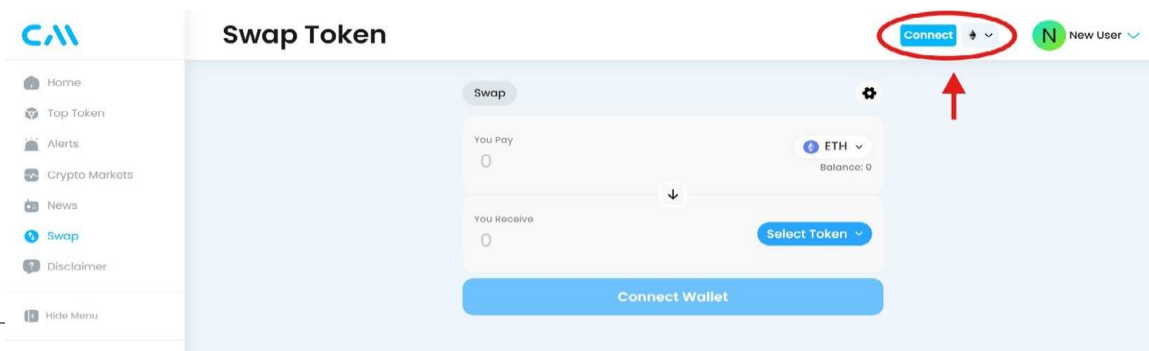 CM
Swap Token
Connect
N New User
Home
Top Token
Alerts
Crypto Markets
News
Swap
Disclaimer
Hide Menu
Swap
You Pay
0
ETH
Balance: 0
You Receive
0
Select Token
Connect Wallet